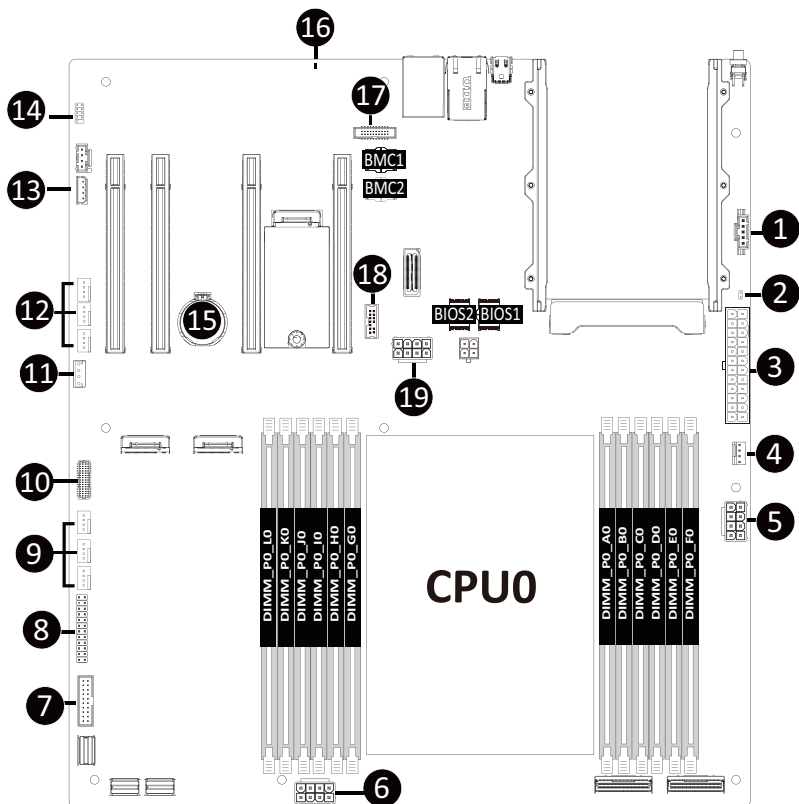 16
14
17
BMC1
BMC2
13
1
18
2
12
15
BIOS2
BIOS1
3
11
19
4
10
5
9
DIMM_P0_L0
DIMM_P0_K0
DIMM_P0_J0
DIMM_P0_I0
DIMM_P0_H0
DIMM_P0_G0
CPU0
DIMM_P0_A0
DIMM_P0_B0
DIMM_P0_C0
DIMM_P0_D0
DIMM_P0_E0
DIMM_P0_F0
8
7
6